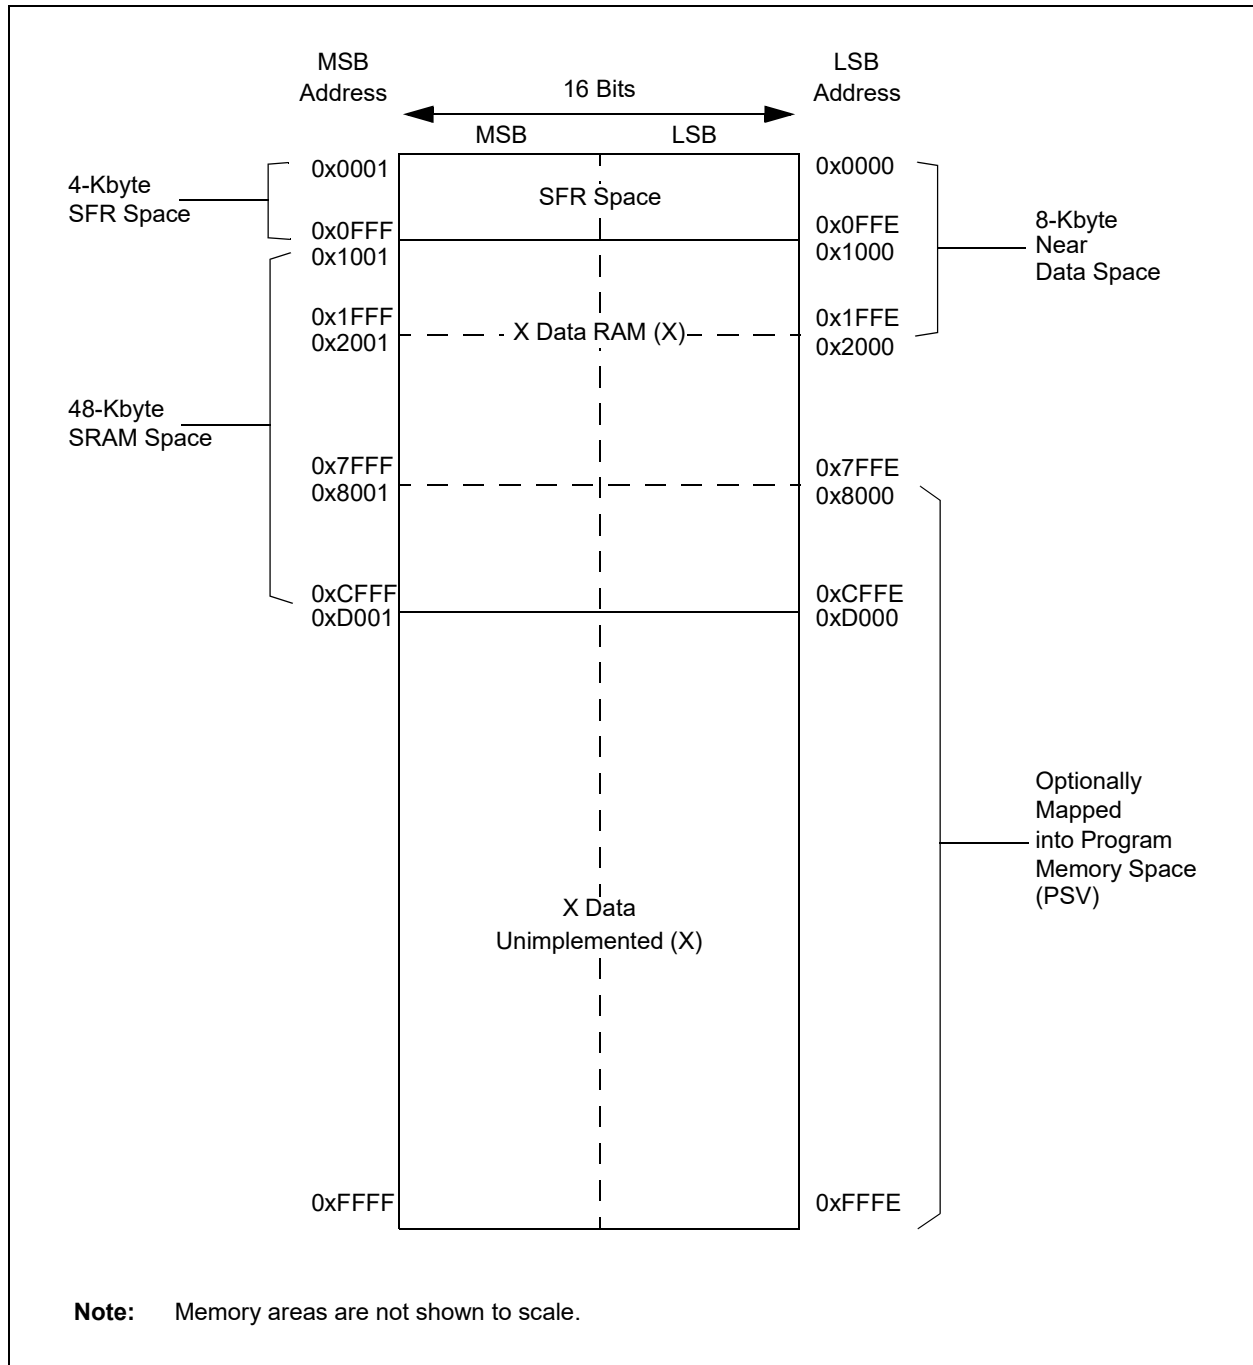 MSB
Address
LSB
Address
16 Bits
MSB
LSB
4-Kbyte
SFR Space
0x0001
0x0FFF
0x1001
SFR Space
0x0000
0x0FFE
0x1000
8-Kbyte
Near
Data Space
0x1FFF
0x2001
X Data RAM (X)
0x1FFE
0x2000
48-Kbyte
SRAM Space
0x7FFF
0x8001
0x7FFE
0x8000
0xCFFF
0xD001
0xCFFE
0xD000
Optionally
Mapped
into Program
Memory Space
(PSV)
X Data
Unimplemented (X)
0xFFFF
0xFFFE
Note: Memory areas are not shown to scale.